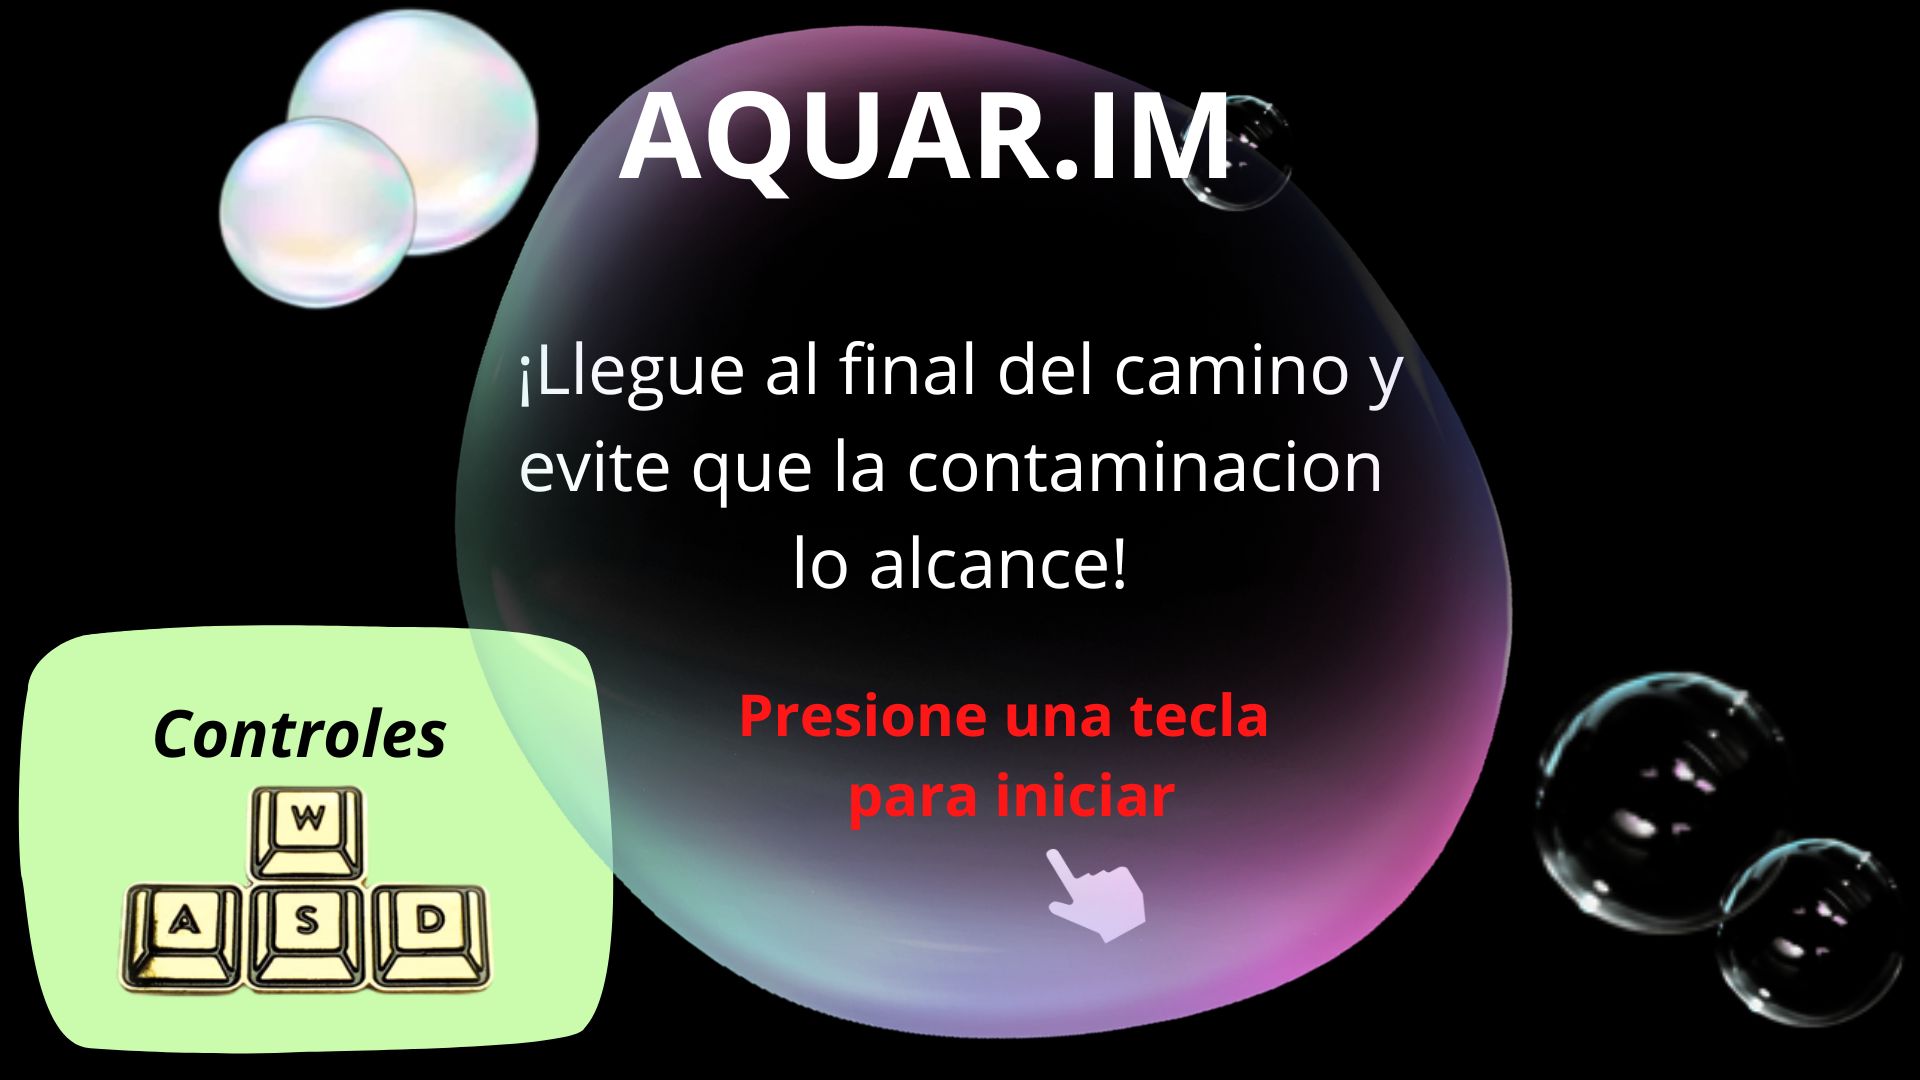 AQUAR.IM
¡Llegue al final del camino y
evite que la contaminacion
lo alcance!
Presione una tecla
para iniciar
Controles
W
A S D